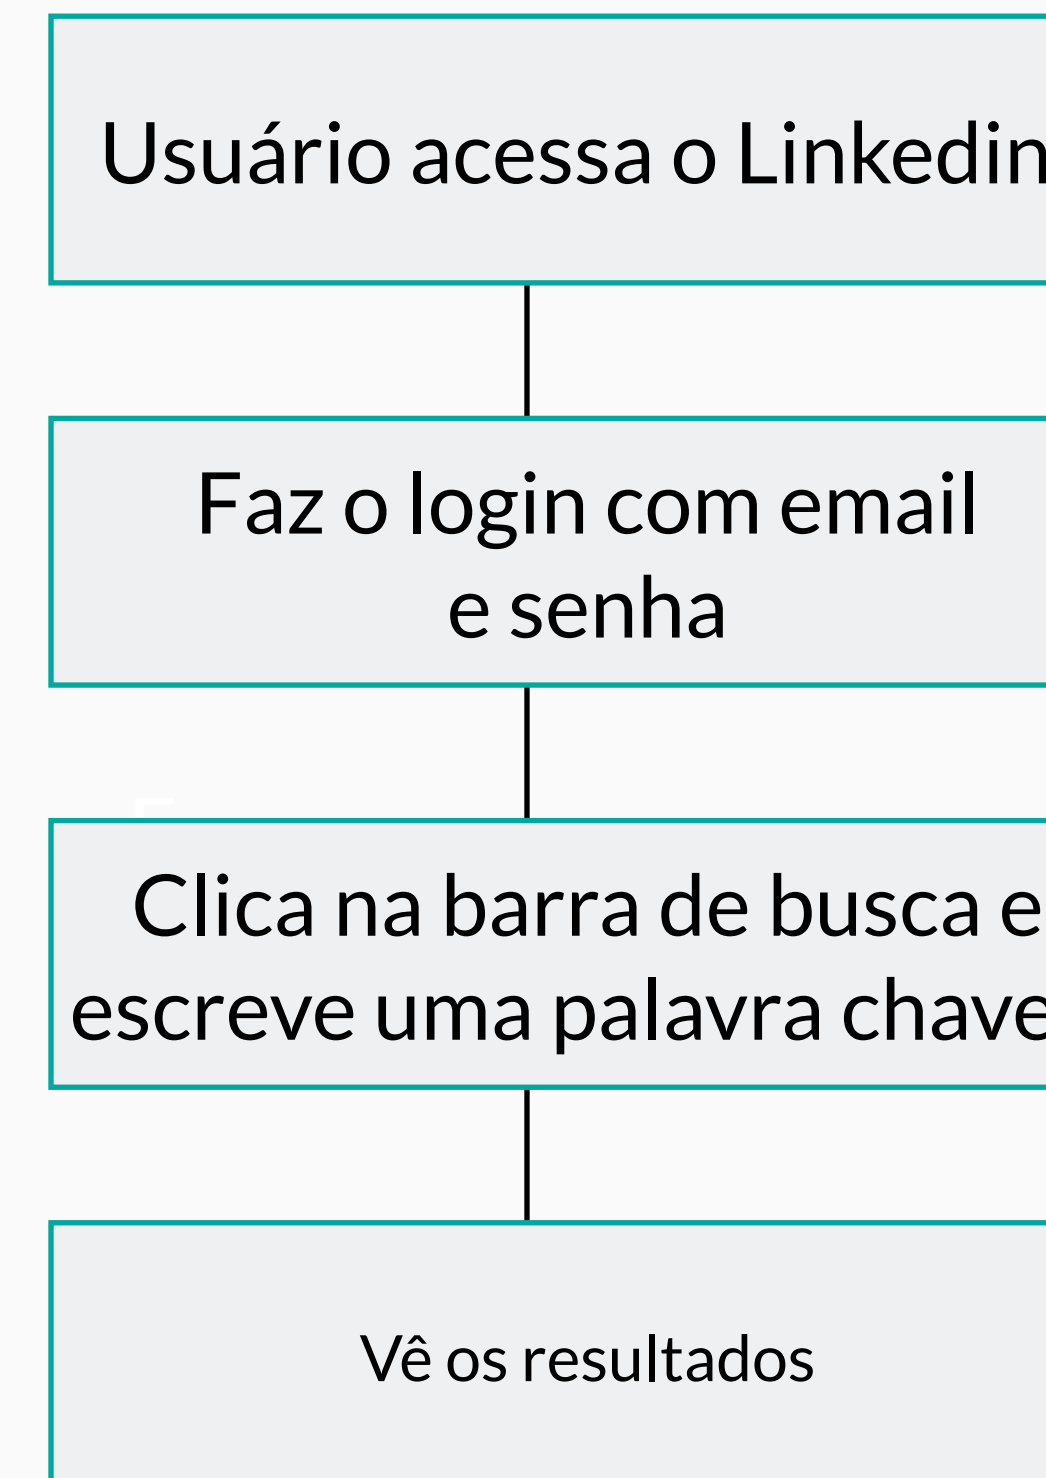 Usuário acessa o Linkedin
Faz o login com email
e senha
Clica na barra de busca e
escreve uma palavra chave
Vê os resultados